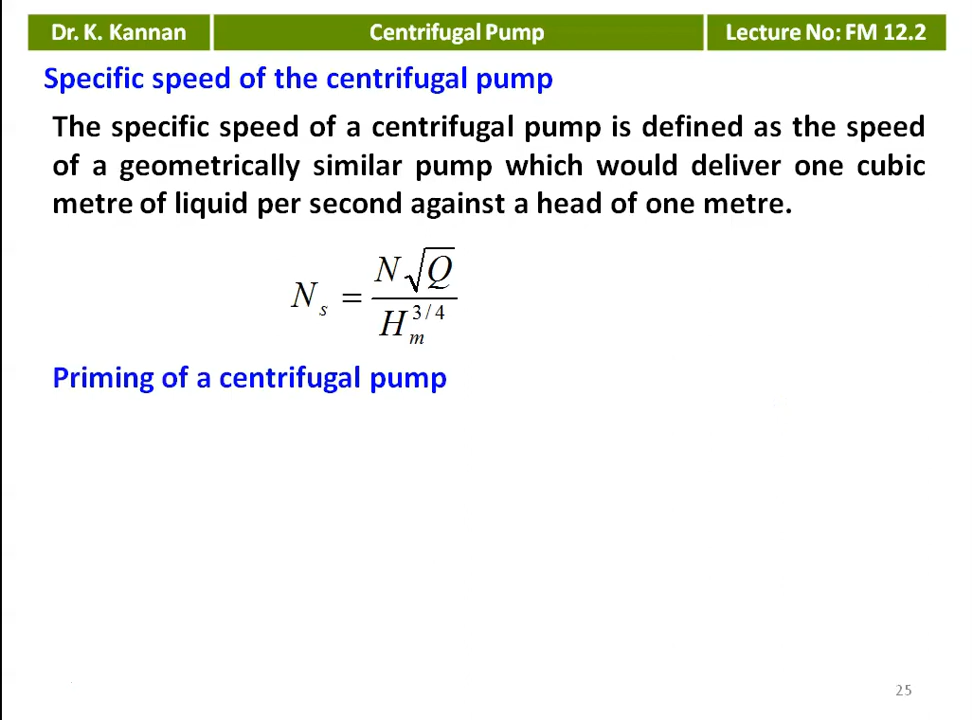 Dr. K. Kannan Centrifugal Pump Lecture No: FM 12.2
Specific speed of the centrifugal pump
The specific speed of a centrifugal pump is defined as the speed
of a geometrically similar pump which would deliver one cubic
metre of liquid per second against a head of one metre.
N_s = N√Q / H_m^{3/4}
Priming of a centrifugal pump
25